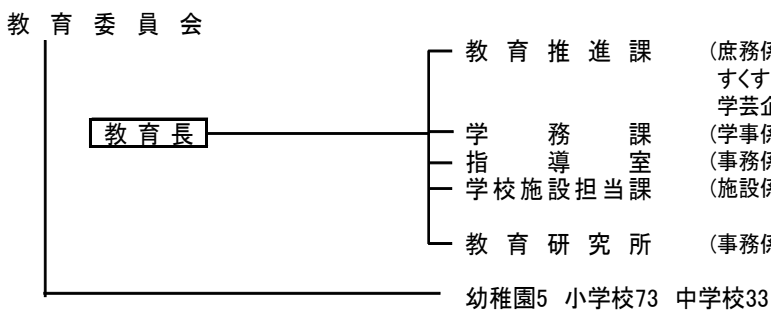 教育委員会
教育推進課 (庶務係
すくす
学芸企
教育長
学務課 (学事係
指導室 (事務係
学校施設担当課 (施設係
教育研究所 (事務係
幼稚園5 小学校73 中学校33